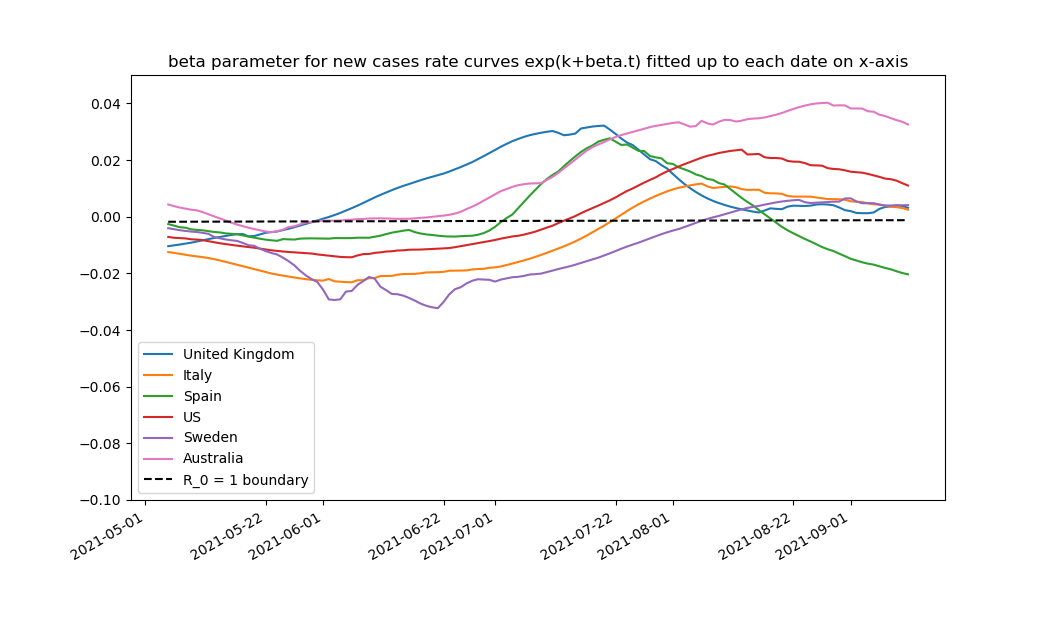 beta parameter for new cases rate curves exp(k+beta.t) fitted up to each date on x-axis
0.04
0.02
0.00
−0.02
−0.04
−0.06
−0.08
−0.10
United Kingdom
Italy
Spain
US
Sweden
Australia
R_0 = 1 boundary
2021-05-01
2021-05-22
2021-06-01
2021-06-22
2021-07-01
2021-07-22
2021-08-01
2021-08-22
2021-09-01